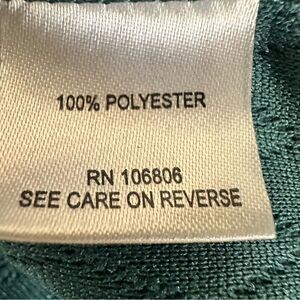 100% POLYESTER
RN 106806
SEE CARE ON REVERSE